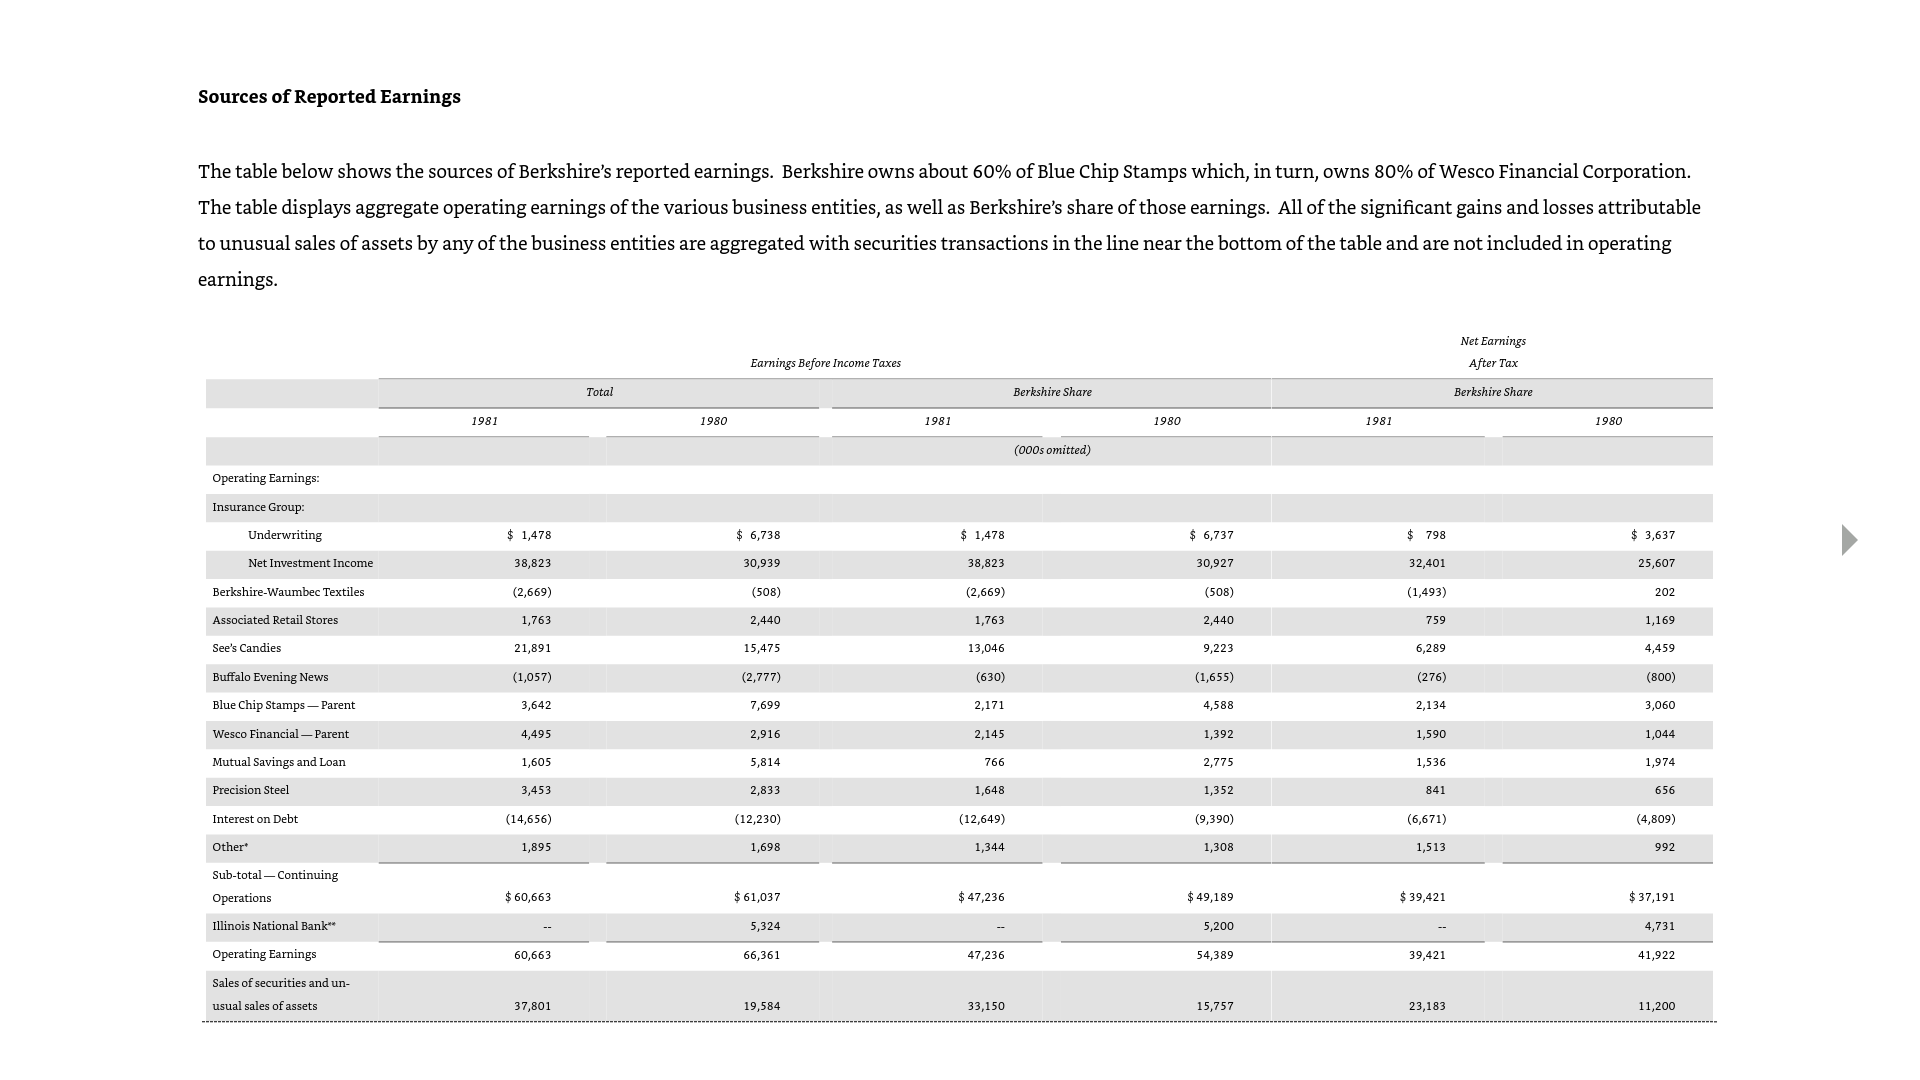 Sources of Reported Earnings
The table below shows the sources of Berkshire’s reported earnings.  Berkshire owns about 60% of Blue Chip Stamps which, in turn, owns 80% of Wesco Financial Corporation.
The table displays aggregate operating earnings of the various business entities, as well as Berkshire’s share of those earnings.  All of the significant gains and losses attributable
to unusual sales of assets by any of the business entities are aggregated with securities transactions in the line near the bottom of the table and are not included in operating
earnings.
Net Earnings
Earnings Before Income Taxes After Tax
Total Berkshire Share Berkshire Share
1981 1980 1981 1980 1981 1980
(000s omitted)
Operating Earnings:
Insurance Group:
Underwriting $ 1,478 $ 6,738 $ 1,478 $ 6,737 $ 798 $ 3,637
Net Investment Income 38,823 30,939 38,823 30,927 32,401 25,607
Berkshire-Waumbec Textiles (2,669) (508) (2,669) (508) (1,493) 202
Associated Retail Stores 1,763 2,440 1,763 2,440 759 1,169
See’s Candies 21,891 15,475 13,046 9,223 6,289 4,459
Buffalo Evening News (1,057) (2,777) (630) (1,655) (276) (800)
Blue Chip Stamps — Parent 3,642 7,699 2,171 4,588 2,134 3,060
Wesco Financial — Parent 4,495 2,916 2,145 1,392 1,590 1,044
Mutual Savings and Loan 1,605 5,814 766 2,775 1,536 1,974
Precision Steel 3,453 2,833 1,648 1,352 841 656
Interest on Debt (14,656) (12,230) (12,649) (9,390) (6,671) (4,809)
Other* 1,895 1,698 1,344 1,308 1,513 992
Sub-total — Continuing
Operations $ 60,663 $ 61,037 $ 47,236 $ 49,189 $ 39,421 $ 37,191
Illinois National Bank** -- 5,324 -- 5,200 -- 4,731
Operating Earnings 60,663 66,361 47,236 54,389 39,421 41,922
Sales of securities and un-
usual sales of assets 37,801 19,584 33,150 15,757 23,183 11,200